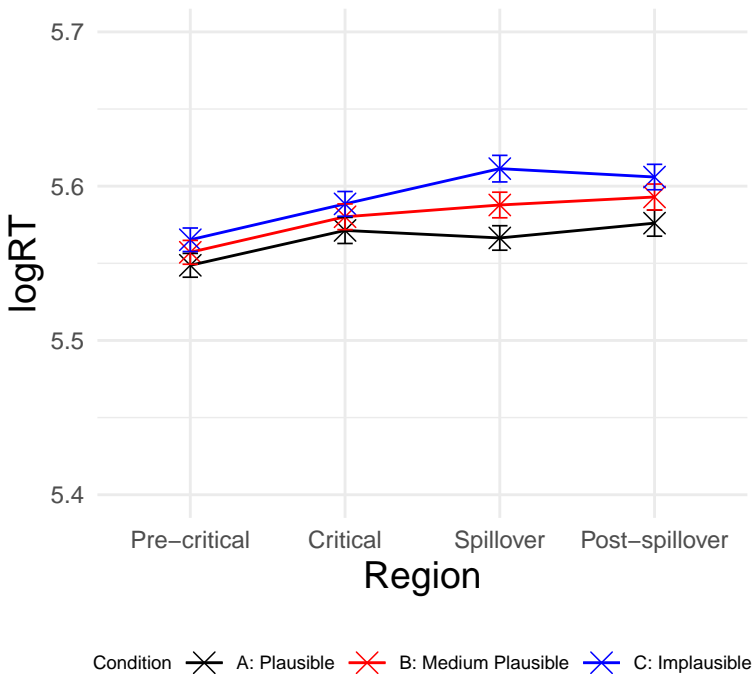 5.7
5.6
5.5
5.4
logRT
Pre−critical Critical Spillover Post−spillover
Region
Condition A: Plausible B: Medium Plausible C: Implausible